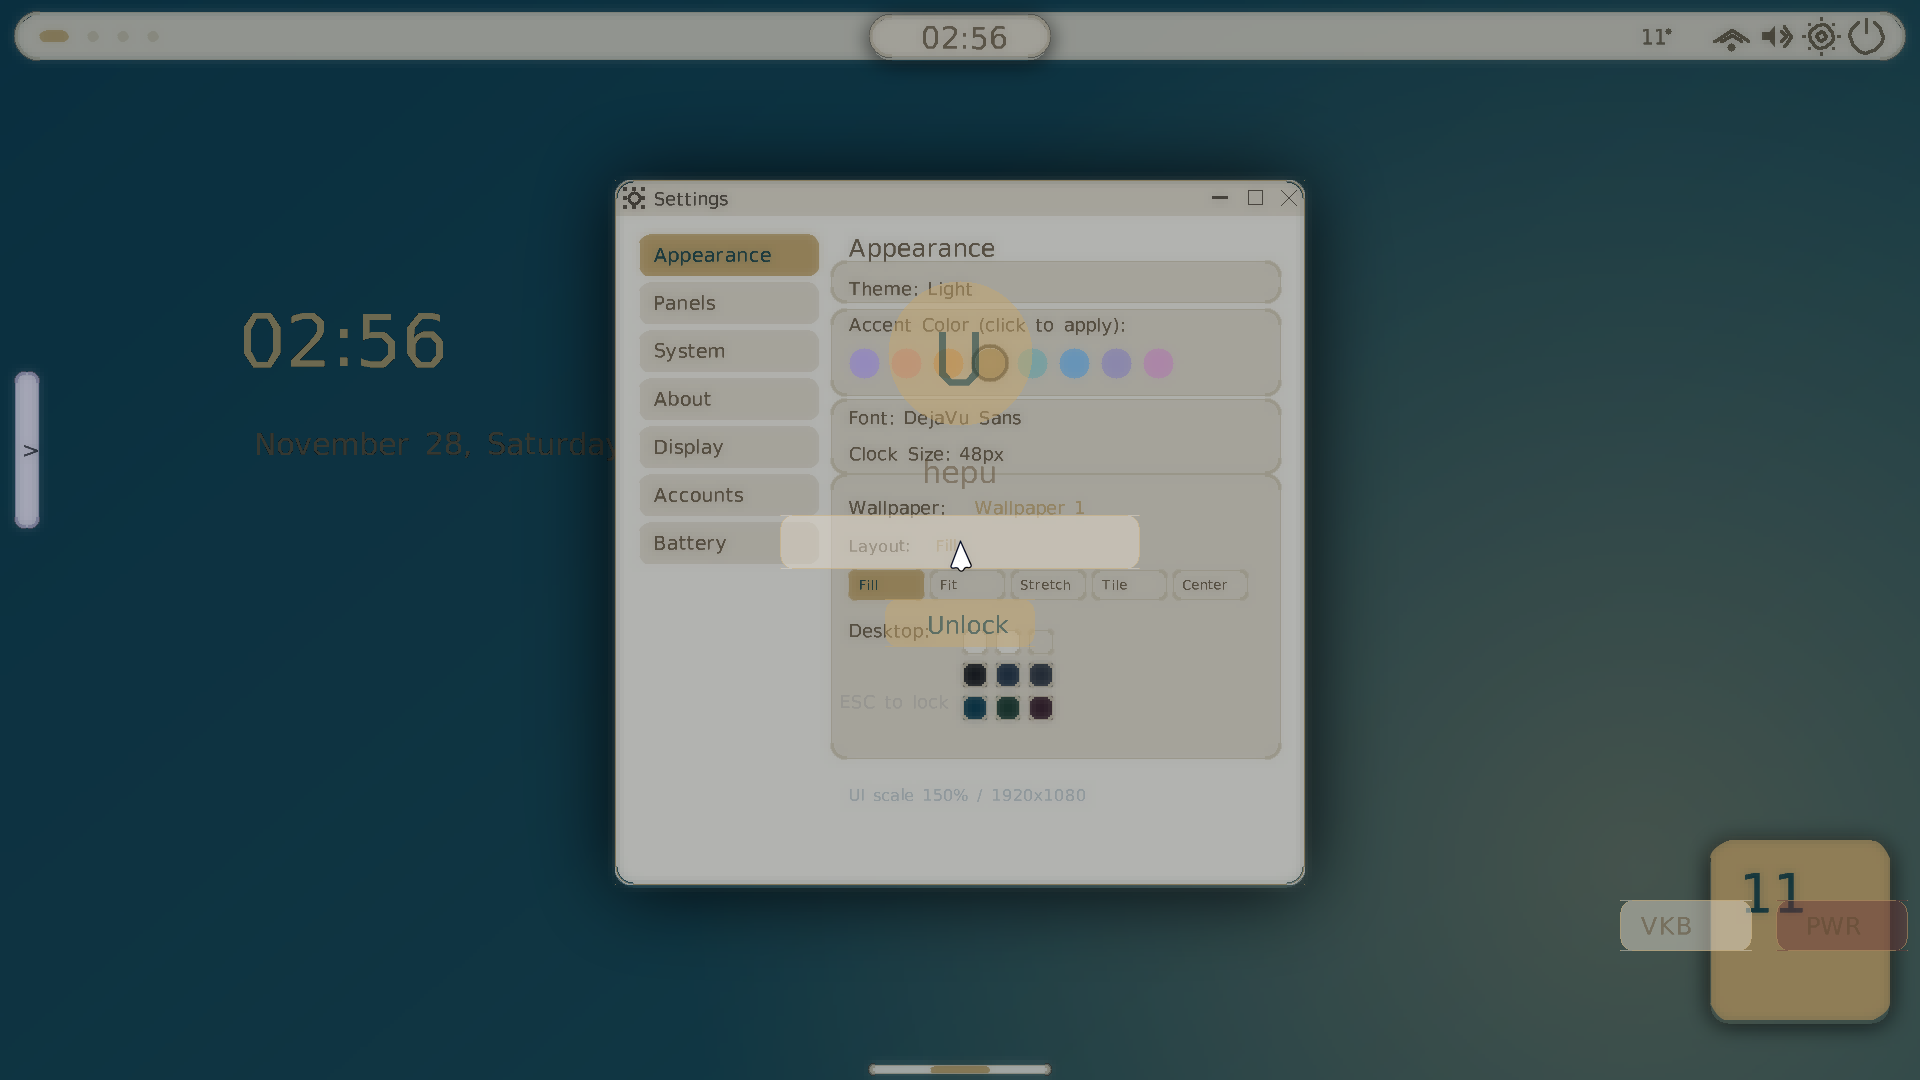 02:56
11°
Settings
Appearance
Panels
System
About
Display
Accounts
Battery
Appearance
Theme: Light
Accent Color (click to apply):
U
Font: DejaVu Sans
Clock Size: 48px
hepu
Wallpaper: Wallpaper 1
Layout: Fill
Fill Fit Stretch Tile Center
Desktop:
Unlock
ESC to lock
UI scale 150% / 1920x1080
02:56
November 28, Saturday
>
11
VKB
PWR